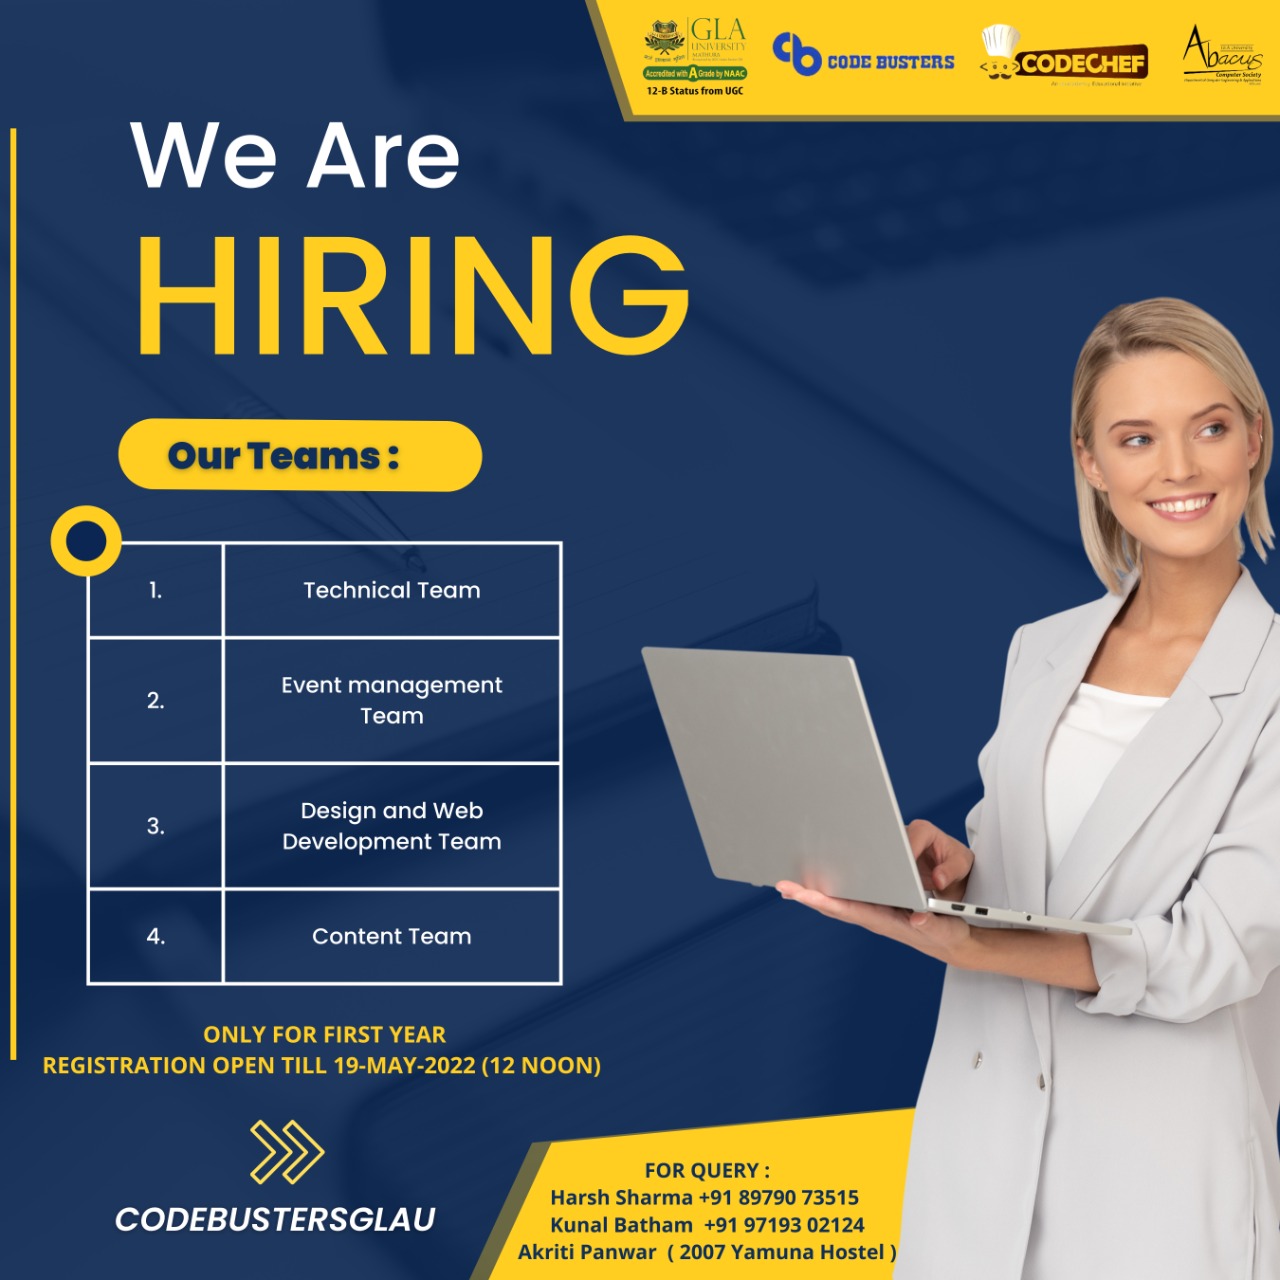 GLA
UNIVERSITY
MATHURA
Accredited with A Grade by NAAC
12-B Status from UGC
CODE BUSTERS
CODECHEF
Abacus
Computer Society
We Are
HIRING
Our Teams :
1. Technical Team
2. Event management
Team
3. Design and Web
Development Team
4. Content Team
ONLY FOR FIRST YEAR
REGISTRATION OPEN TILL 19-MAY-2022 (12 NOON)
CODEBUSTERSGLAU
FOR QUERY :
Harsh Sharma +91 89790 73515
Kunal Batham +91 97193 02124
Akriti Panwar ( 2007 Yamuna Hostel )